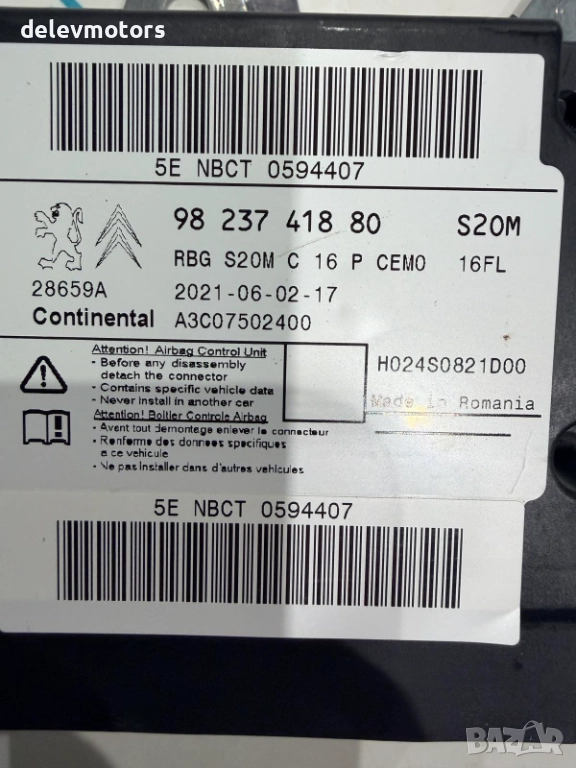 delevmotors
5E NBCT 0594407
98 237 418 80 S20M
RBG S20M C 16 P CEMO 16FL
28659A 2021-06-02-17
Continental A3C07502400
Attention! Airbag Control Unit
- Before any disassembly
detach the connector
- Contains specific vehicle data
- Never install in another car
Attention! Boitier Controle Airbag
- Avant tout demontage enlever le connecteur
- Renferme des donnees specifiques
a ce vehicule
- Ne pas installer dans d'autres vehicules
H024S0821D00
Made in Romania
5E NBCT 0594407
BAZAR